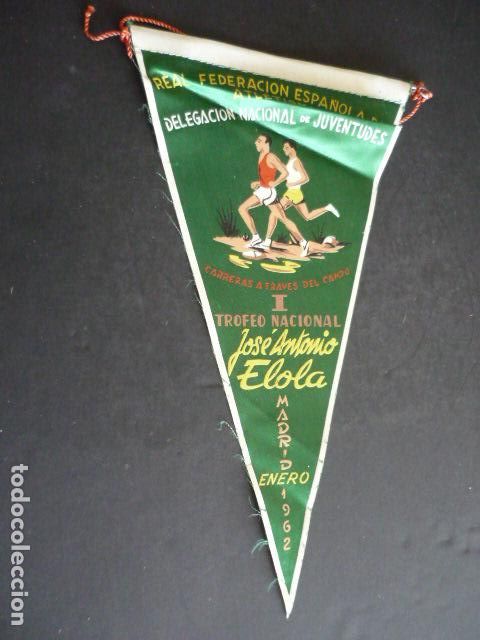 REAL FEDERACION ESPAÑOLA D
DELEGACION NACIONAL DE JUVENTUDES
CARRERAS A TRAVES DEL CAMPO
I
TROFEO NACIONAL
José Antonio
Elola
MADRID
ENERO
1962
todocoleccion